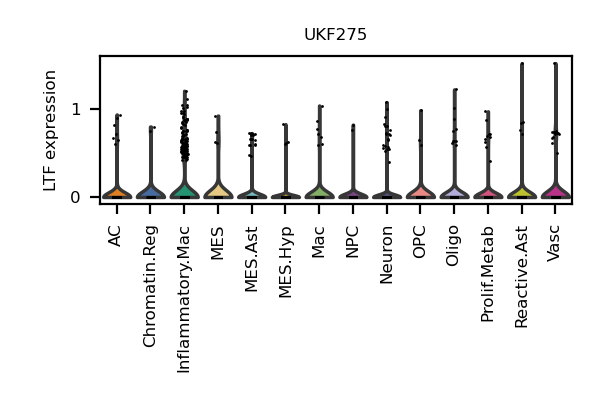 UKF275
LTF expression
1
0
AC
Chromatin.Reg
Inflammatory.Mac
MES
MES.Ast
MES.Hyp
Mac
NPC
Neuron
OPC
Oligo
Prolif.Metab
Reactive.Ast
Vasc